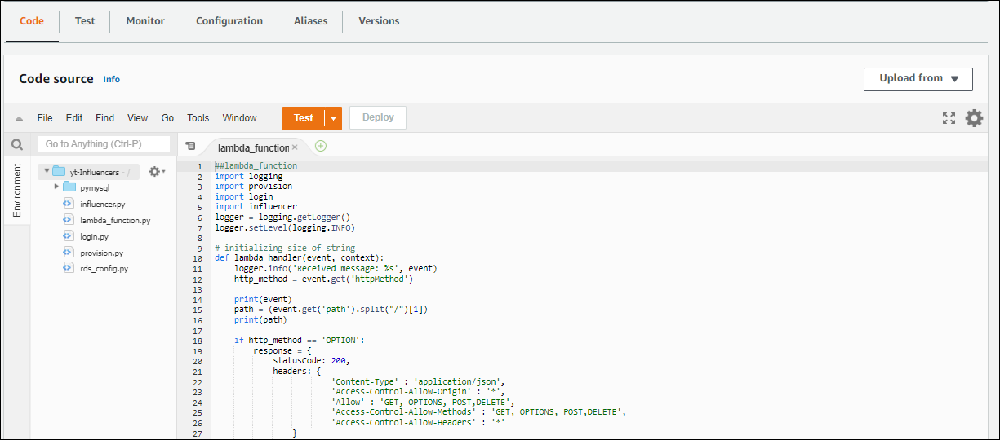 Code Test Monitor Configuration Aliases Versions
Code source Info
Upload from
File Edit Find View Go Tools Window Test Deploy
Go to Anything (Ctrl-P)
Environment
yt-Influencers - /
pymysql
influencer.py
lambda_function.py
login.py
provision.py
rds_config.py
lambda_function
1 ##lambda_function
2 import logging
3 import provision
4 import login
5 import influencer
6 logger = logging.getLogger()
7 logger.setLevel(logging.INFO)
8
9 # initializing size of string
10 def lambda_handler(event, context):
11 logger.info('Received message: %s', event)
12 http_method = event.get('httpMethod')
13
14 print(event)
15 path = (event.get('path').split("/")[1])
16 print(path)
17
18 if http_method == 'OPTION':
19 response = {
20 statusCode: 200,
21 headers: {
22 'Content-Type' : 'application/json',
23 'Access-Control-Allow-Origin' : '*',
24 'Allow' : 'GET, OPTIONS, POST,DELETE',
25 'Access-Control-Allow-Methods' : 'GET, OPTIONS, POST,DELETE',
26 'Access-Control-Allow-Headers' : '*'
27 }